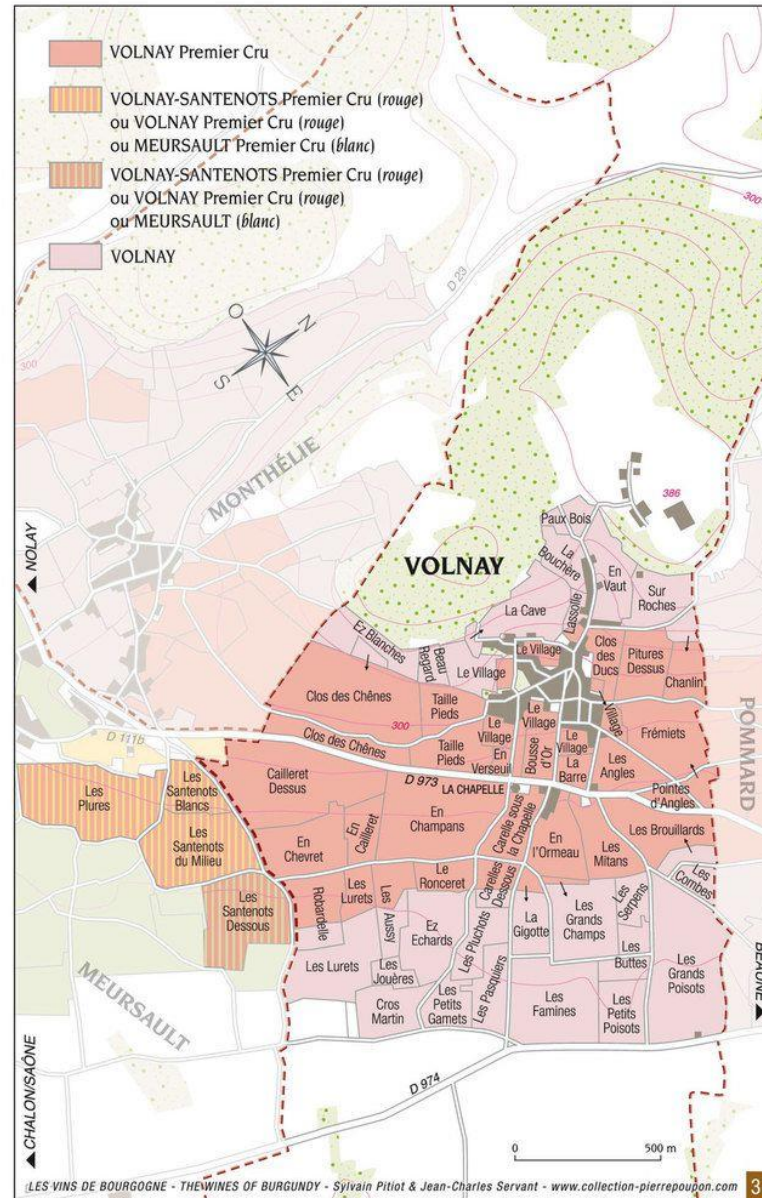 VOLNAY Premier Cru
VOLNAY-SANTENOTS Premier Cru (rouge)
ou VOLNAY Premier Cru (rouge)
ou MEURSAULT Premier Cru (blanc)
VOLNAY-SANTENOTS Premier Cru (rouge)
ou VOLNAY Premier Cru (rouge)
ou MEURSAULT (blanc)
VOLNAY
300
D 23
O
N
S
E
300
MONTHÉLIE
NOLAY
386
Paux Bois
VOLNAY
La
Bouchère
En
Vaut
Sur
Roches
La Cave
Lassolle
Ez Blanches
Beau
Regard
Le Village
Le Village
Clos
des
Ducs
Pitures
Dessus
Chanlin
Clos des Chênes
Taille
Pieds
Le
Village
Le
Village
Village
Frémiets
POMMARD
300
D 111b
Clos des Chênes
Taille
Pieds
En
Verseuil
Bousse
d'Or
Le
Village
La
Barre
Les
Angles
Pointes
d'Angles
Les
Plures
Les
Santenots
Blancs
Cailleret
Dessus
D 973
LA CHAPELLE
Les
Santenots
du Milieu
En
Cailleret
En
Champans
Carelle sous
la Chapelle
En
l'Ormeau
Les
Mitans
Les Brouillards
En
Chevret
Les
Combes
Les
Santenots
Dessous
Robardelle
Les
Lurets
Le
Ronceret
Carelles
Dessous
Les
Aussy
Ez
Echards
Les Pluchots
La
Gigotte
Les
Grands
Champs
Les
Serpens
MEURSAULT
Les Lurets
Les
Jouères
Les Pasquiers
Les
Buttes
Les
Grands
Poisots
BEAUNE
Cros
Martin
Les
Petits
Gamets
Les
Famines
Les
Petits
Poisots
CHALON/SAÔNE
D 974
0
500 m
LES VINS DE BOURGOGNE - THE WINES OF BURGUNDY - Sylvain Pitiot & Jean-Charles Servant - www.collection-pierrepoupon.com
3